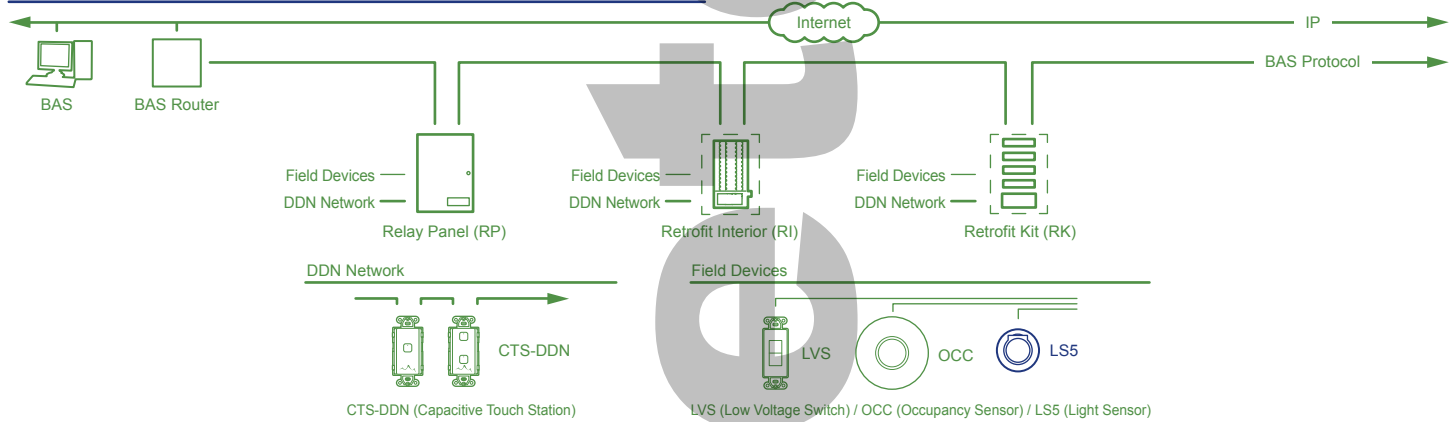 Internet
IP
BAS Protocol
BAS
BAS Router
Field Devices
DDN Network
Relay Panel (RP)
Field Devices
DDN Network
Retrofit Interior (RI)
Field Devices
DDN Network
Retrofit Kit (RK)
DDN Network
CTS-DDN
CTS-DDN (Capacitive Touch Station)
Field Devices
LVS
OCC
LS5
LVS (Low Voltage Switch) / OCC (Occupancy Sensor) / LS5 (Light Sensor)